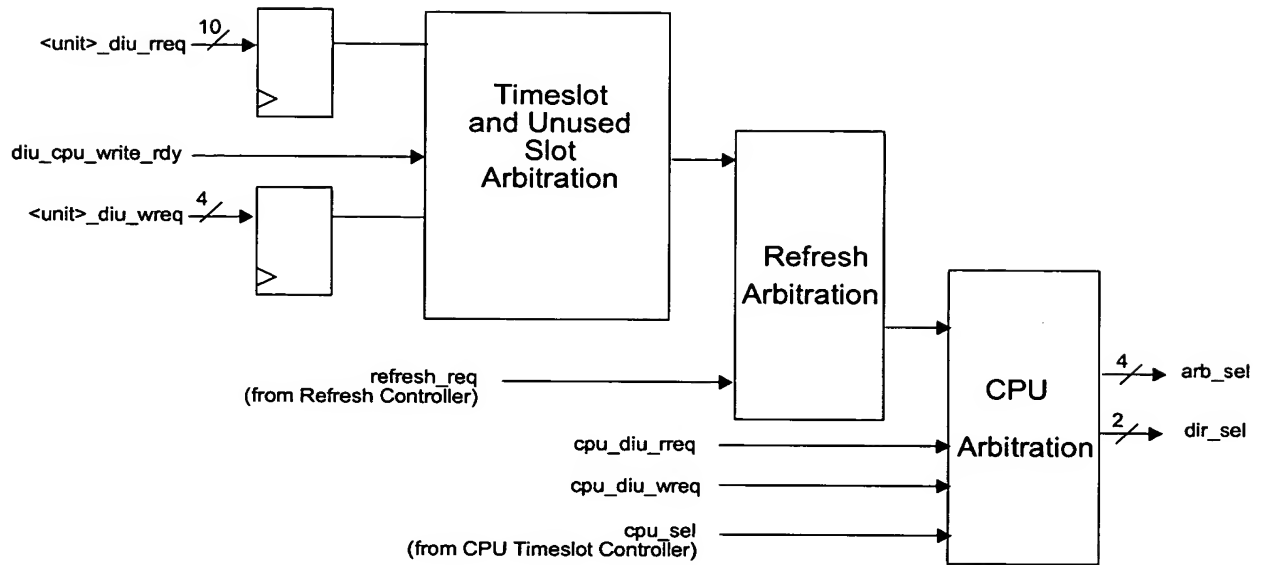 <unit>_diu_rreq
10
diu_cpu_write_rdy
<unit>_diu_wreq
4
Timeslot
and Unused
Slot
Arbitration
Refresh
Arbitration
refresh_req
(from Refresh Controller)
cpu_diu_rreq
cpu_diu_wreq
cpu_sel
(from CPU Timeslot Controller)
CPU
Arbitration
4
arb_sel
2
dir_sel